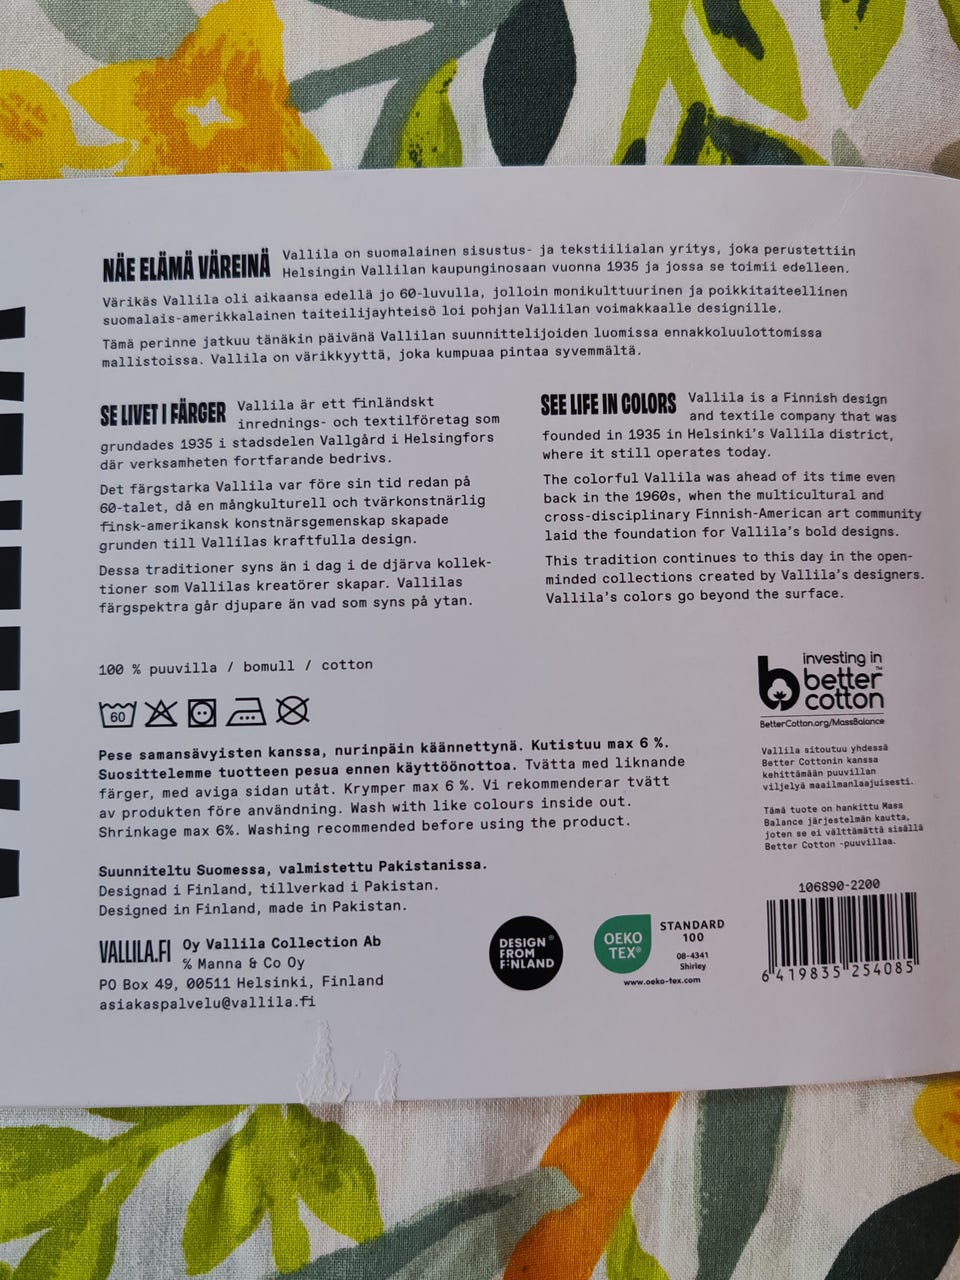 NÄE ELÄMÄ VÄREINÄ Vallila on suomalainen sisustus- ja tekstiilialan yritys, joka perustettiin
Helsingin Vallilan kaupunginosaan vuonna 1935 ja jossa se toimii edelleen.
Värikäs Vallila oli aikaansa edellä jo 60-luvulla, jolloin monikulttuurinen ja poikkitaiteellinen
suomalais-amerikkalainen taiteilijayhteisö loi pohjan Vallilan voimakkaalle designille.
Tämä perinne jatkuu tänäkin päivänä Vallilan suunnittelijoiden luomissa ennakkoluulottomissa
mallistoissa. Vallila on värikkyyttä, joka kumpuaa pintaa syvemmältä.
SE LIVET I FÄRGER Vallila är ett finländskt
inrednings- och textilföretag som
grundades 1935 i stadsdelen Vallgård i Helsingfors
där verksamheten fortfarande bedrivs.
Det färgstarka Vallila var före sin tid redan på
60-talet, då en mångkulturell och tvärkonstnärlig
finsk-amerikansk konstnärsgemenskap skapade
grunden till Vallilas kraftfulla design.
Dessa traditioner syns än i dag i de djärva kollek-
tioner som Vallilas kreatörer skapar. Vallilas
färgspektra går djupare än vad som syns på ytan.
SEE LIFE IN COLORS Vallila is a Finnish design
and textile company that was
founded in 1935 in Helsinki's Vallila district,
where it still operates today.
The colorful Vallila was ahead of its time even
back in the 1960s, when the multicultural and
cross-disciplinary Finnish-American art community
laid the foundation for Vallila's bold designs.
This tradition continues to this day in the open-
minded collections created by Vallila's designers.
Vallila's colors go beyond the surface.
100 % puuvilla / bomull / cotton
60
Pese samansävyisten kanssa, nurinpäin käännettynä. Kutistuu max 6 %.
Suosittelemme tuotteen pesua ennen käyttöönottoa. Tvätta med liknande
färger, med aviga sidan utåt. Krymper max 6 %. Vi rekommenderar tvätt
av produkten före användning. Wash with like colours inside out.
Shrinkage max 6%. Washing recommended before using the product.
Suunniteltu Suomessa, valmistettu Pakistanissa.
Designad i Finland, tillverkad i Pakistan.
Designed in Finland, made in Pakistan.
VALLILA.FI Oy Vallila Collection Ab
% Manna & Co Oy
PO Box 49, 00511 Helsinki, Finland
asiakaspalvelu@vallila.fi
investing in
better™
cotton
BetterCotton.org/MassBalance
Vallila sitoutuu yhdessä
Better Cottonin kanssa
kehittämään puuvillan
viljelyä maailmanlaajuisesti.
Tämä tuote on hankittu Mass
Balance järjestelmän kautta,
joten se ei välttämättä sisällä
Better Cotton -puuvillaa.
DESIGN®
FROM
FINLAND
OEKO
TEX®
STANDARD
100
08-4341
Shirley
www.oeko-tex.com
106890-2200
6 419835 254085